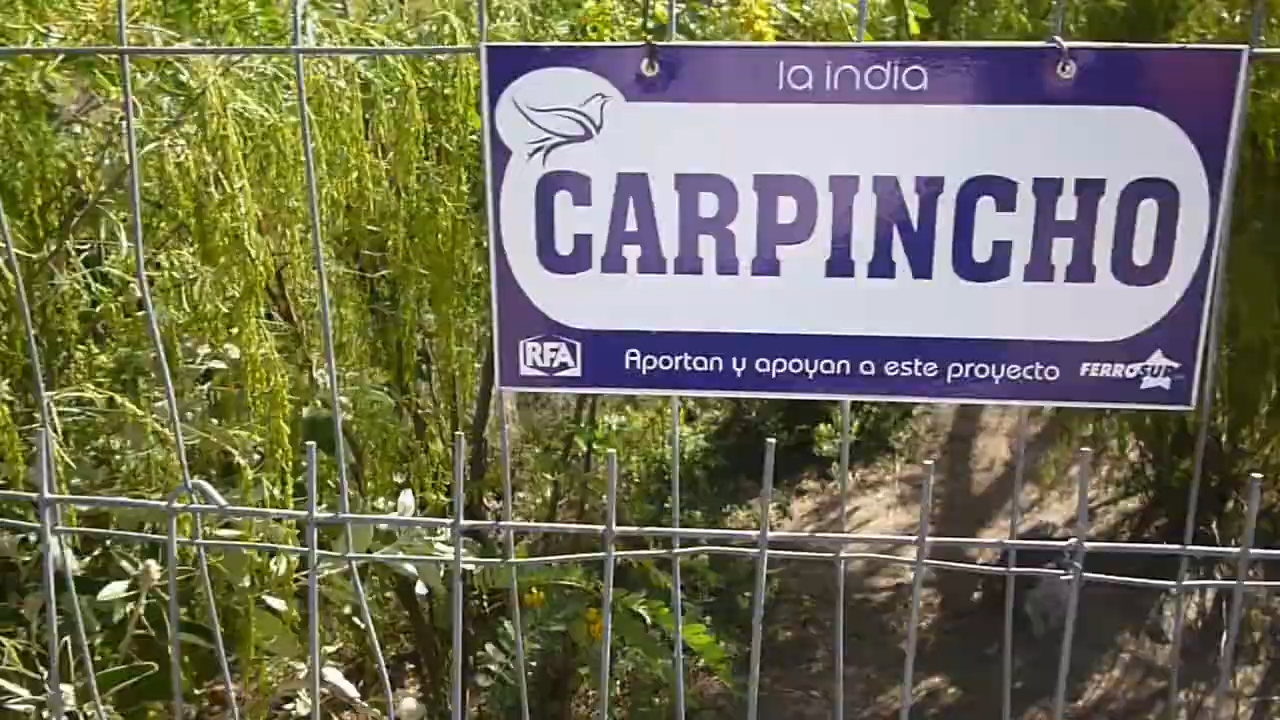 la india
CARPINCHO
RFA
Aportan y apoyan a este proyecto
FERROSUR